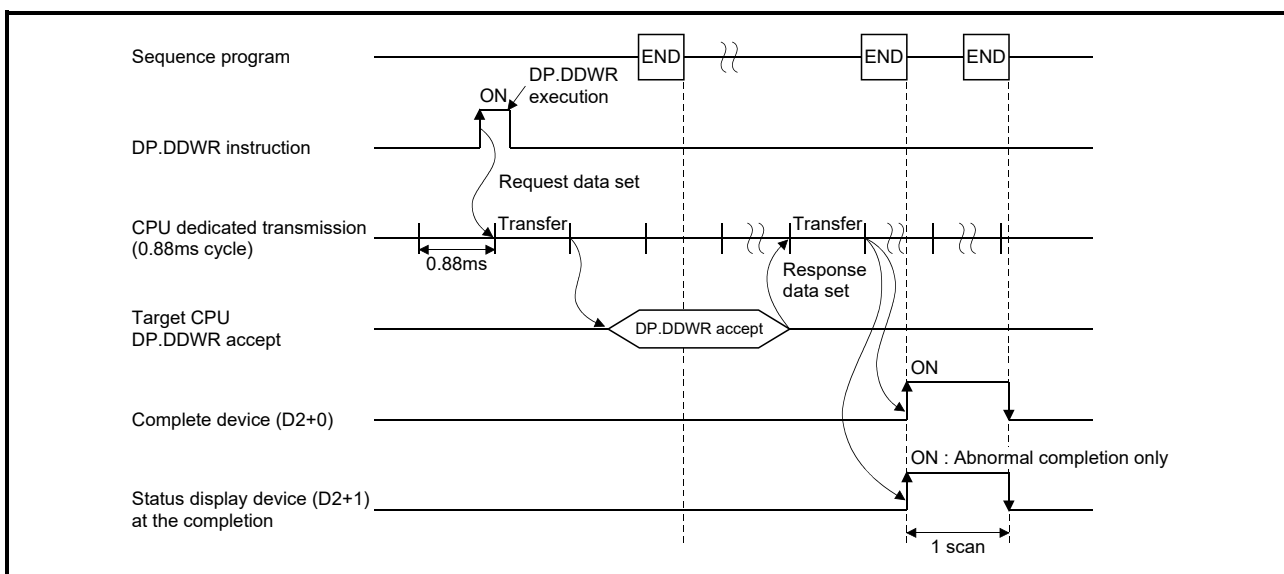 Sequence program
END
END
END
ON
DP.DDWR
execution
DP.DDWR instruction
Request data set
CPU dedicated transmission
(0.88ms cycle)
Transfer
Transfer
0.88ms
Response
data set
Target CPU
DP.DDWR accept
DP.DDWR accept
ON
Complete device (D2+0)
ON : Abnormal completion only
Status display device (D2+1)
at the completion
1 scan